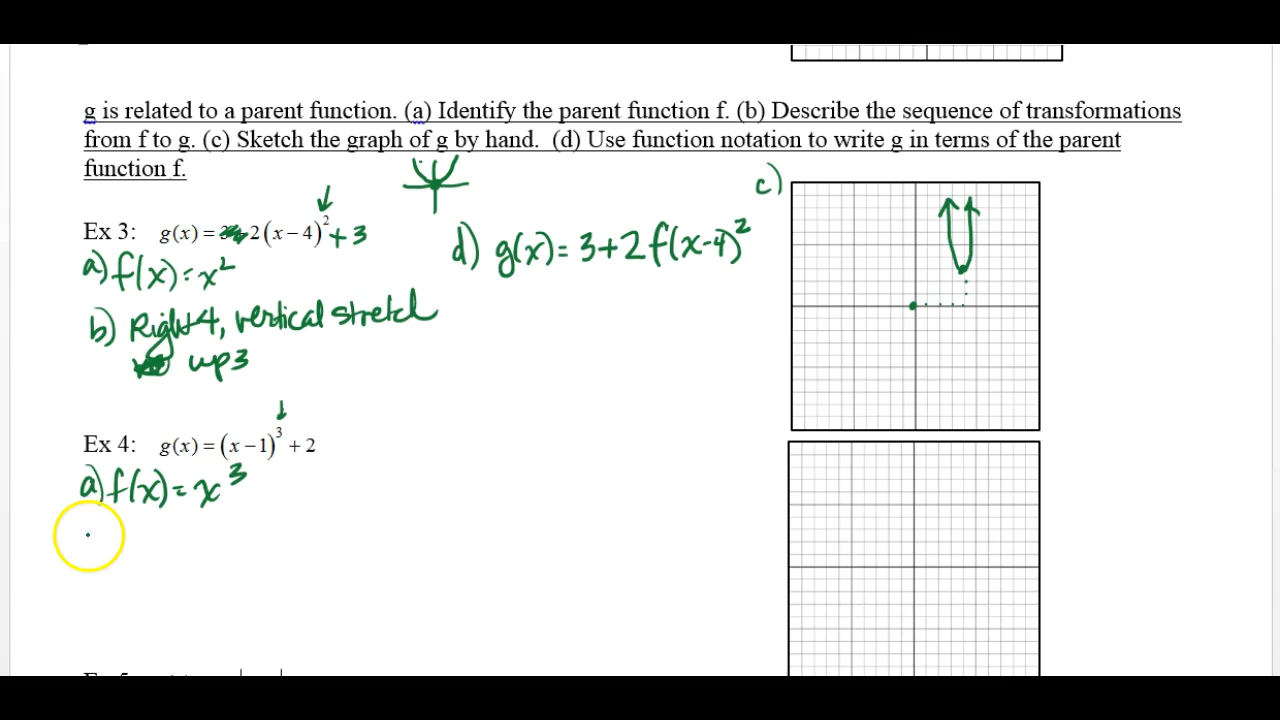 g is related to a parent function. (a) Identify the parent function f. (b) Describe the sequence of transformations
from f to g. (c) Sketch the graph of g by hand. (d) Use function notation to write g in terms of the parent
function f.
Ex 3: g(x) = 2(x − 4)² + 3
a) f(x) = x²
b) Right 4, vertical stretch
up 3
d) g(x) = 3 + 2 f(x-4)²
c)
Ex 4: g(x) = (x − 1)³ + 2
a) f(x) = x³